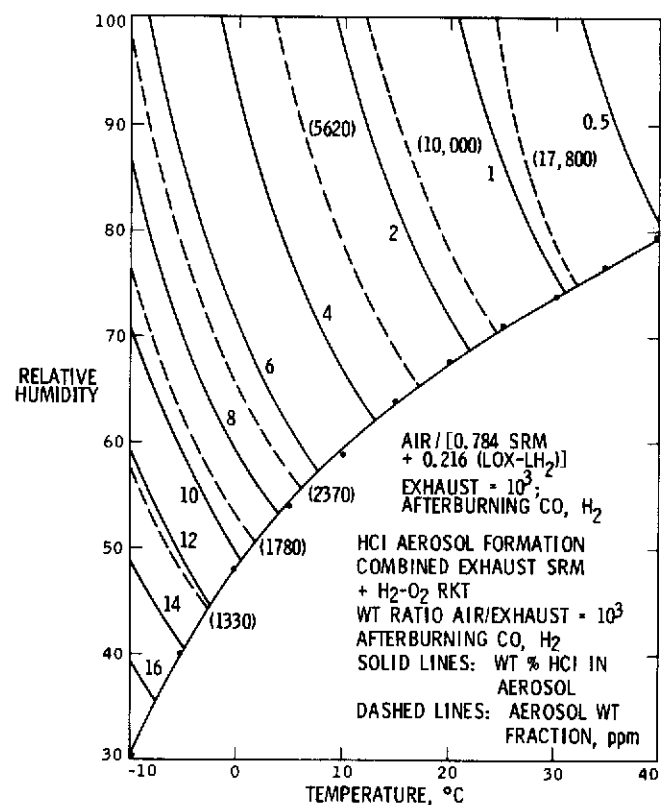 100
90
80
70
60
50
40
30
RELATIVE
HUMIDITY
-10
0
10
20
30
40
TEMPERATURE, °C
(5620)
(10,000)
(17,800)
0.5
1
2
4
6
8
10
12
14
16
(2370)
(1780)
(1330)
AIR/[0.784 SRM
+ 0.216 (LOX-LH2)]
EXHAUST = 10³;
AFTERBURNING CO, H2
HCl AEROSOL FORMATION
COMBINED EXHAUST SRM
+ H2-O2 RKT
WT RATIO AIR/EXHAUST = 10³
AFTERBURNING CO, H2
SOLID LINES: WT % HCl IN
AEROSOL
DASHED LINES: AEROSOL WT
FRACTION, ppm